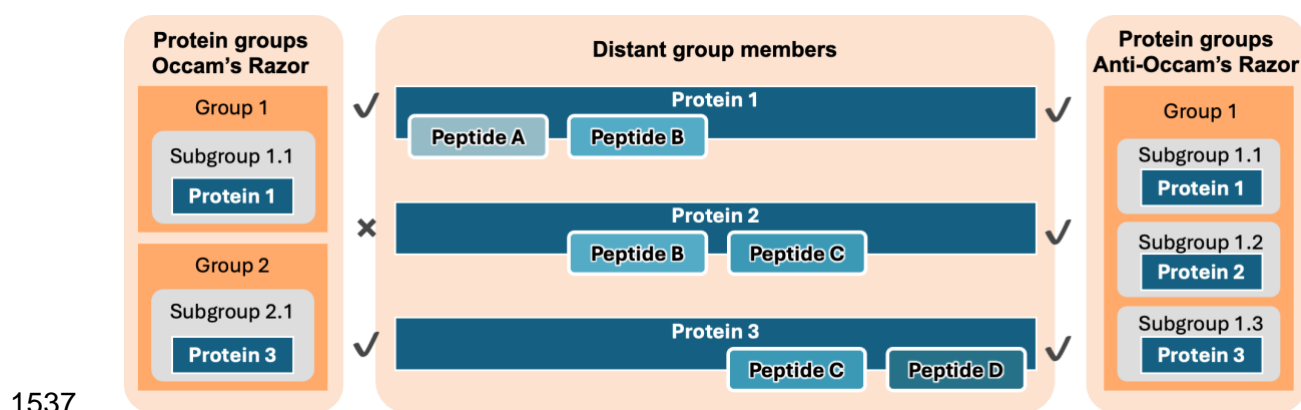 Protein groups
Occam's Razor
Group 1
Subgroup 1.1
Protein 1
Group 2
Subgroup 2.1
Protein 3
Distant group members
Protein 1
Peptide A
Peptide B
Protein 2
Peptide B
Peptide C
Protein 3
Peptide C
Peptide D
Protein groups
Anti-Occam's Razor
Group 1
Subgroup 1.1
Protein 1
Subgroup 1.2
Protein 2
Subgroup 1.3
Protein 3
1537